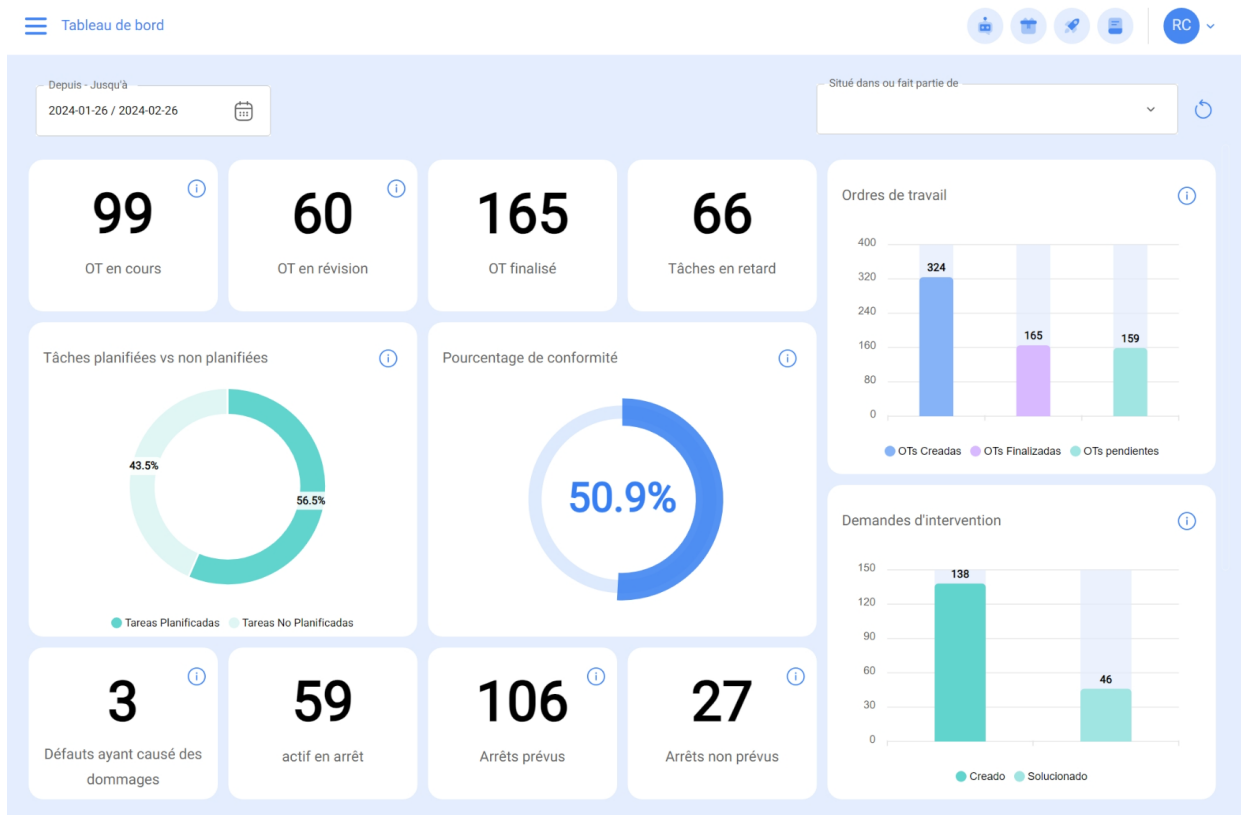 Tableau de bord
RC
Depuis - Jusqu'à
2024-01-26 / 2024-02-26
Situé dans ou fait partie de
99
OT en cours
60
OT en révision
165
OT finalisé
66
Tâches en retard
Ordres de travail
400
320
240
160
80
0
324
165
159
OTs Creadas
OTs Finalizadas
OTs pendientes
Tâches planifiées vs non planifiées
43.5%
56.5%
Tareas Planificadas
Tareas No Planificadas
Pourcentage de conformité
50.9%
Demandes d'intervention
150
120
90
60
30
0
138
46
Creado
Solucionado
3
Défauts ayant causé des
dommages
59
actif en arrêt
106
Arrêts prévus
27
Arrêts non prévus